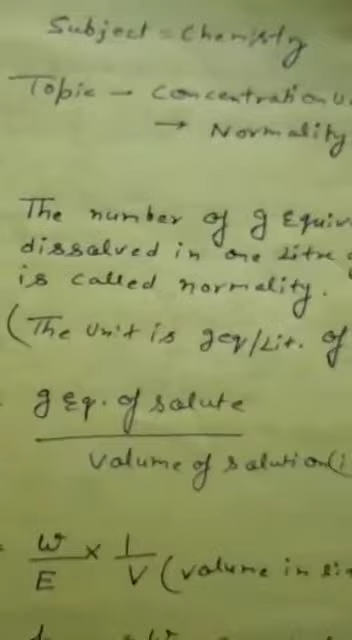 Subject = Chemistry
Topic → Concentration
→ Normality
The number of g
dissolved in one Litre
is called normality.
(The Unit is geq/Lit. of
g Eq. of solute
Volume of solution(
W/E × 1/V (volume in